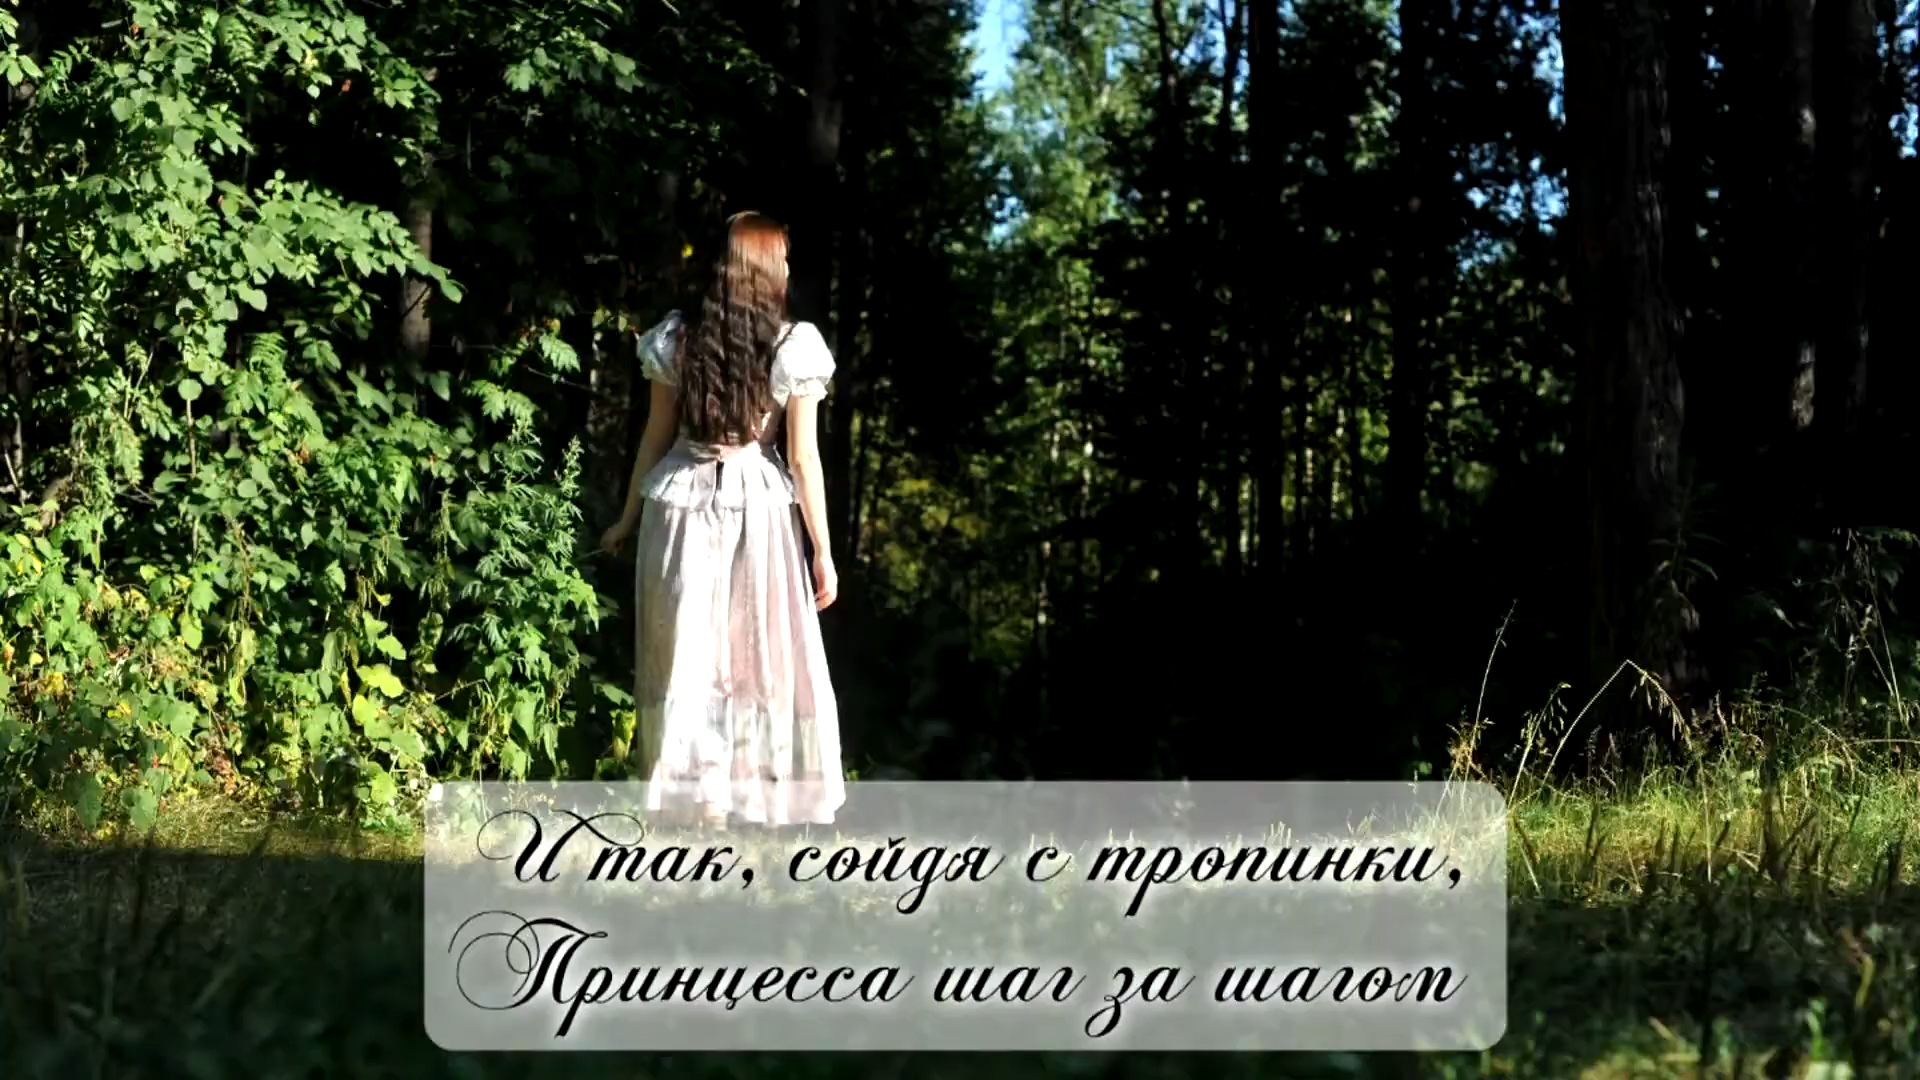 И так, сойдя с тропинки,
Принцесса шаг за шагом